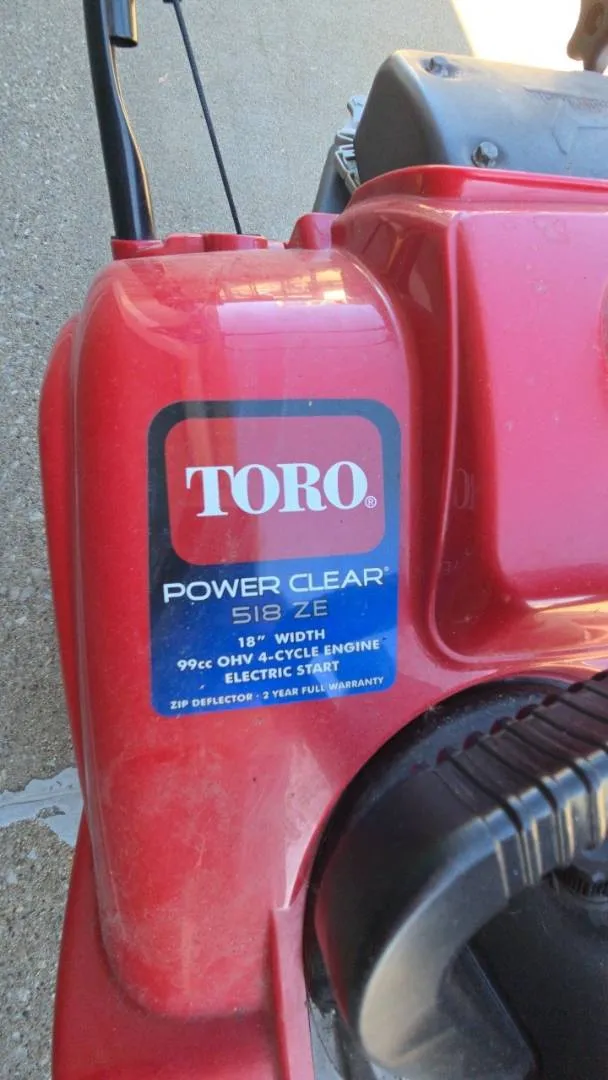 TORO®
POWER CLEAR®
518 ZE
18" WIDTH
99cc OHV 4-CYCLE ENGINE
ELECTRIC START
ZIP DEFLECTOR · 2 YEAR FULL WARRANTY